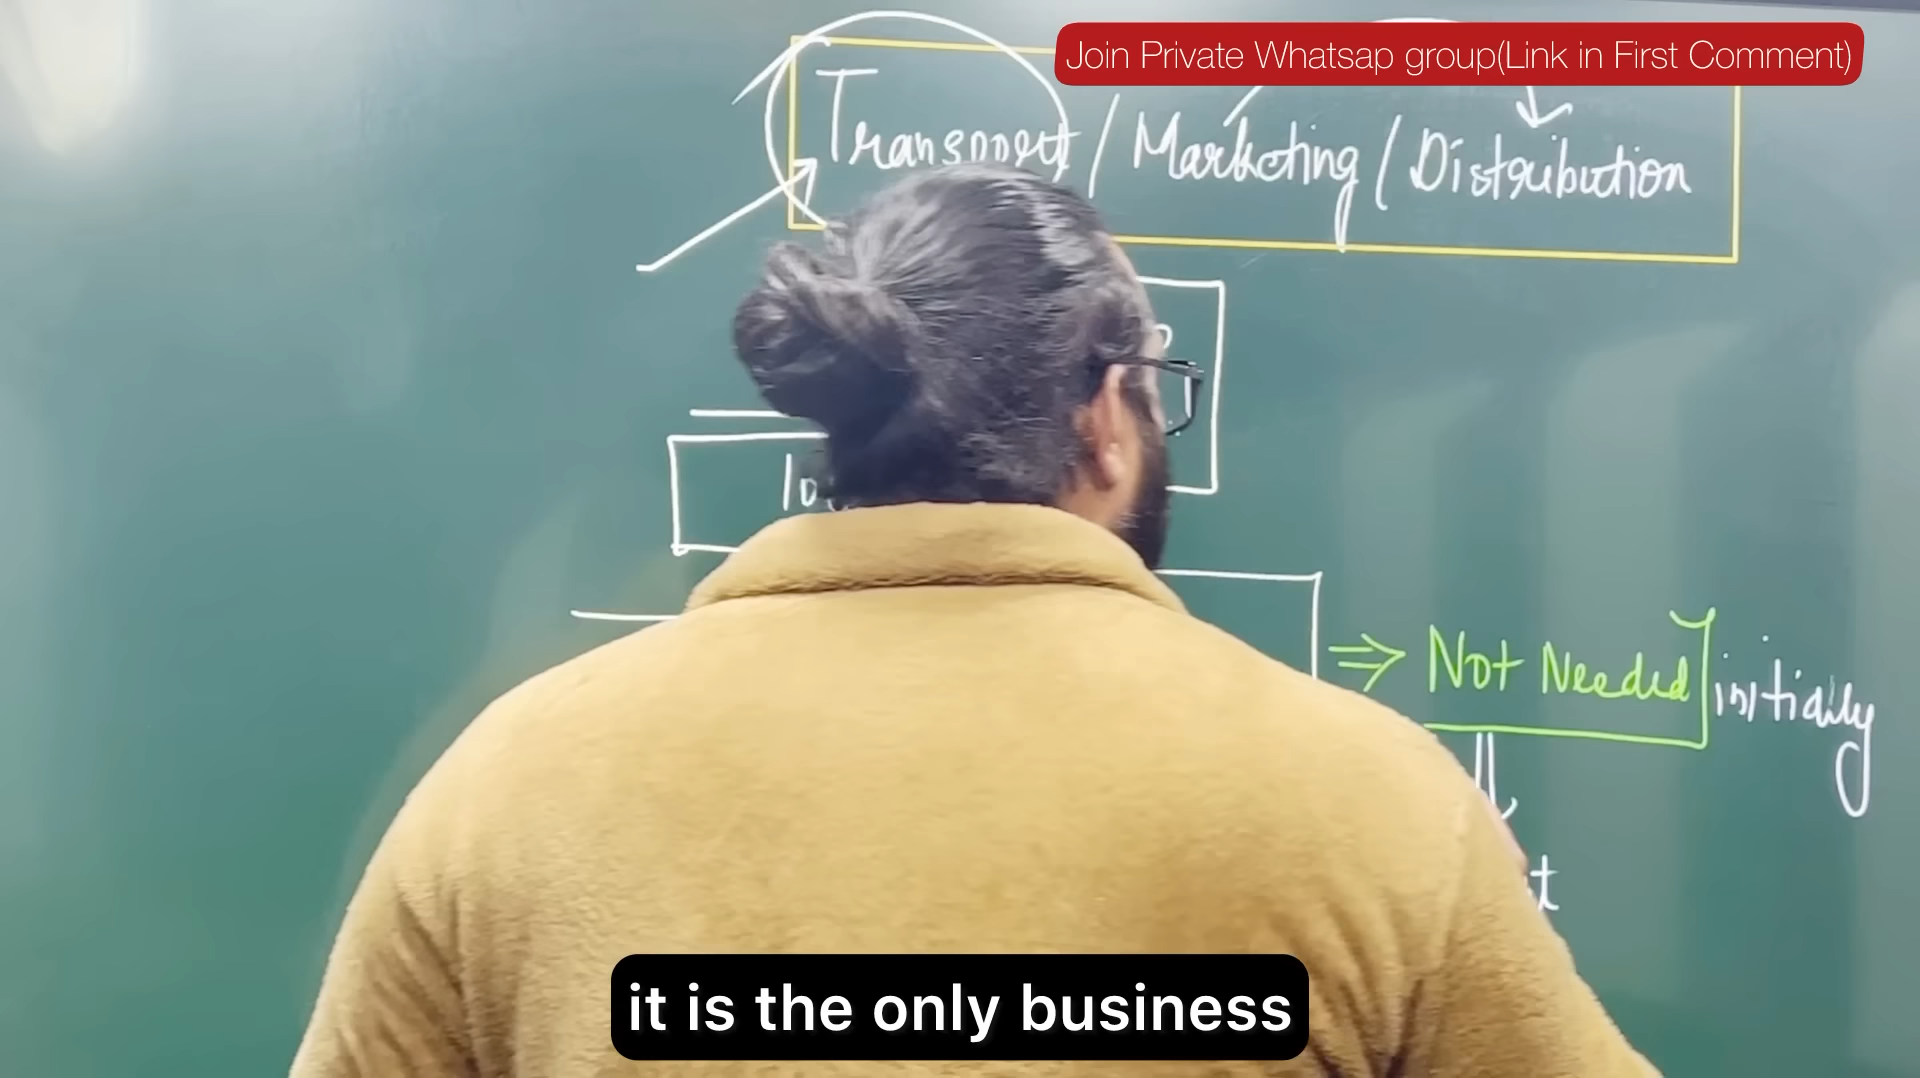 Join Private Whatsap group(Link in First Comment)
Transport / Marketing / Distribution
⇒ Not Needed initially
it is the only business